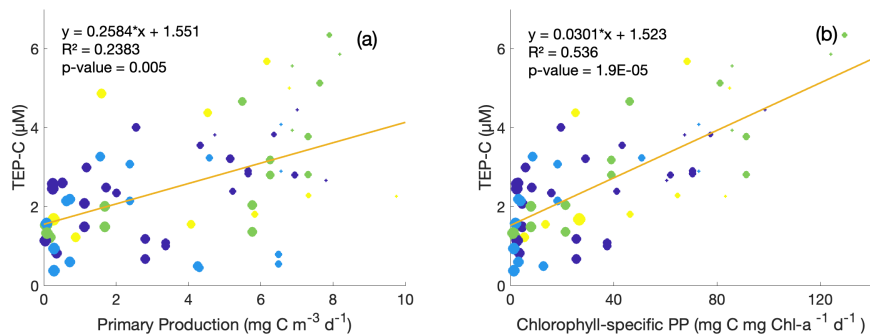 (a)
y = 0.2584*x + 1.551
R² = 0.2383
p-value = 0.005
TEP-C (µM)
6
4
2
0
0 2 4 6 8 10
Primary Production (mg C m⁻³ d⁻¹)
(b)
y = 0.0301*x + 1.523
R² = 0.536
p-value = 1.9E-05
TEP-C (µM)
6
4
2
0
0 40 80 120
Chlorophyll-specific PP (mg C mg Chl-a ⁻¹ d⁻¹)